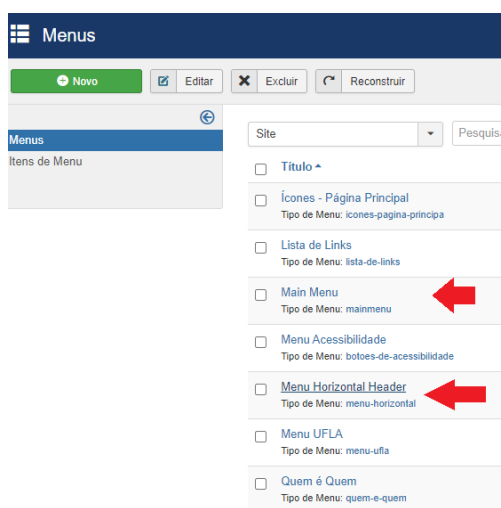 Menus
Novo
Editar
Excluir
Reconstruir
Menus
Itens de Menu
Site
Pesquisa
Título
Ícones - Página Principal
Tipo de Menu: icones-pagina-principa
Lista de Links
Tipo de Menu: lista-de-links
Main Menu
Tipo de Menu: mainmenu
Menu Acessibilidade
Tipo de Menu: botoes-de-acessibilidade
Menu Horizontal Header
Tipo de Menu: menu-horizontal
Menu UFLA
Tipo de Menu: menu-ufla
Quem é Quem
Tipo de Menu: quem-e-quem